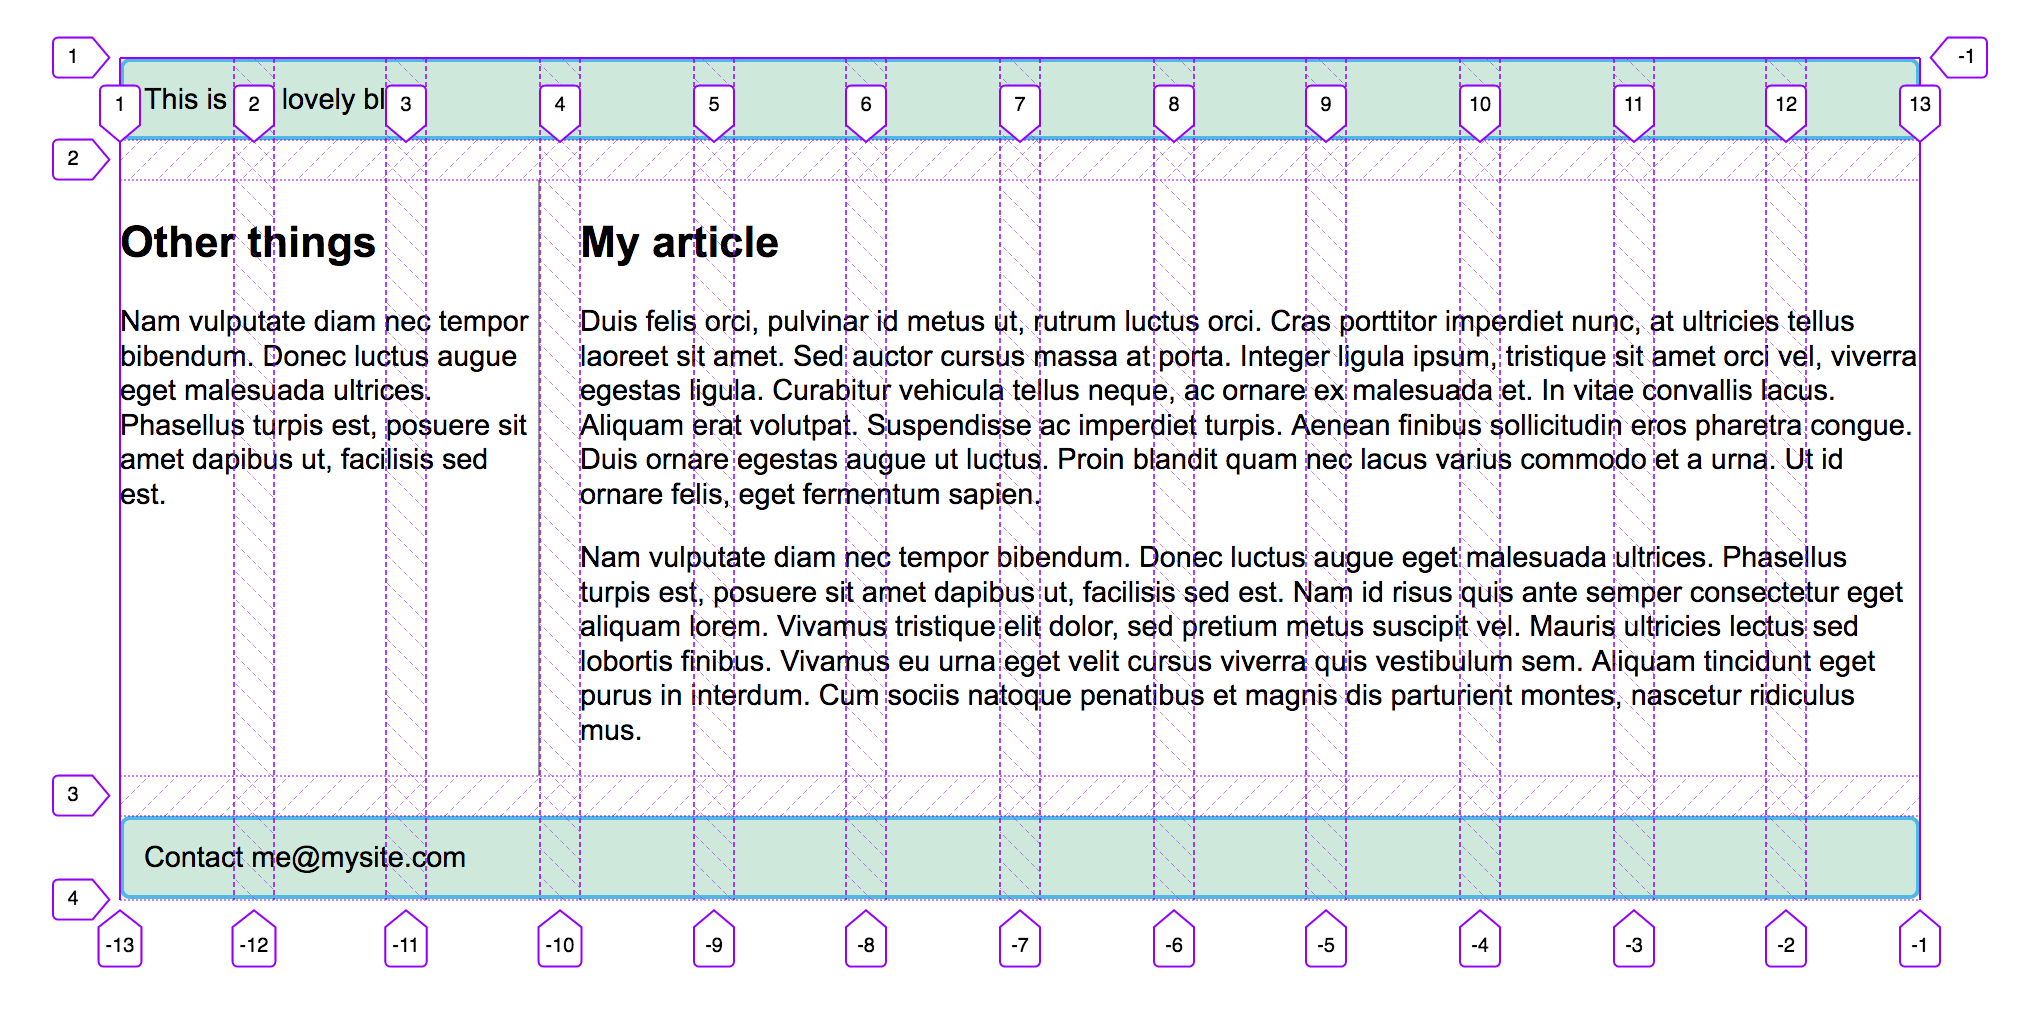 1
-1
This is
lovely bl
1
2
3
4
5
6
7
8
9
10
11
12
13
2
Other things
Nam vulputate diam nec tempor
bibendum. Donec luctus augue
eget malesuada ultrices.
Phasellus turpis est, posuere sit
amet dapibus ut, facilisis sed
est.
My article
Duis felis orci, pulvinar id metus ut, rutrum luctus orci. Cras porttitor imperdiet nunc, at ultricies tellus
laoreet sit amet. Sed auctor cursus massa at porta. Integer ligula ipsum, tristique sit amet orci vel, viverra
egestas ligula. Curabitur vehicula tellus neque, ac ornare ex malesuada et. In vitae convallis lacus.
Aliquam erat volutpat. Suspendisse ac imperdiet turpis. Aenean finibus sollicitudin eros pharetra congue.
Duis ornare egestas augue ut luctus. Proin blandit quam nec lacus varius commodo et a urna. Ut id
ornare felis, eget fermentum sapien.
Nam vulputate diam nec tempor bibendum. Donec luctus augue eget malesuada ultrices. Phasellus
turpis est, posuere sit amet dapibus ut, facilisis sed est. Nam id risus quis ante semper consectetur eget
aliquam lorem. Vivamus tristique elit dolor, sed pretium metus suscipit vel. Mauris ultricies lectus sed
lobortis finibus. Vivamus eu urna eget velit cursus viverra quis vestibulum sem. Aliquam tincidunt eget
purus in interdum. Cum sociis natoque penatibus et magnis dis parturient montes, nascetur ridiculus
mus.
3
Contact me@mysite.com
4
-13
-12
-11
-10
-9
-8
-7
-6
-5
-4
-3
-2
-1